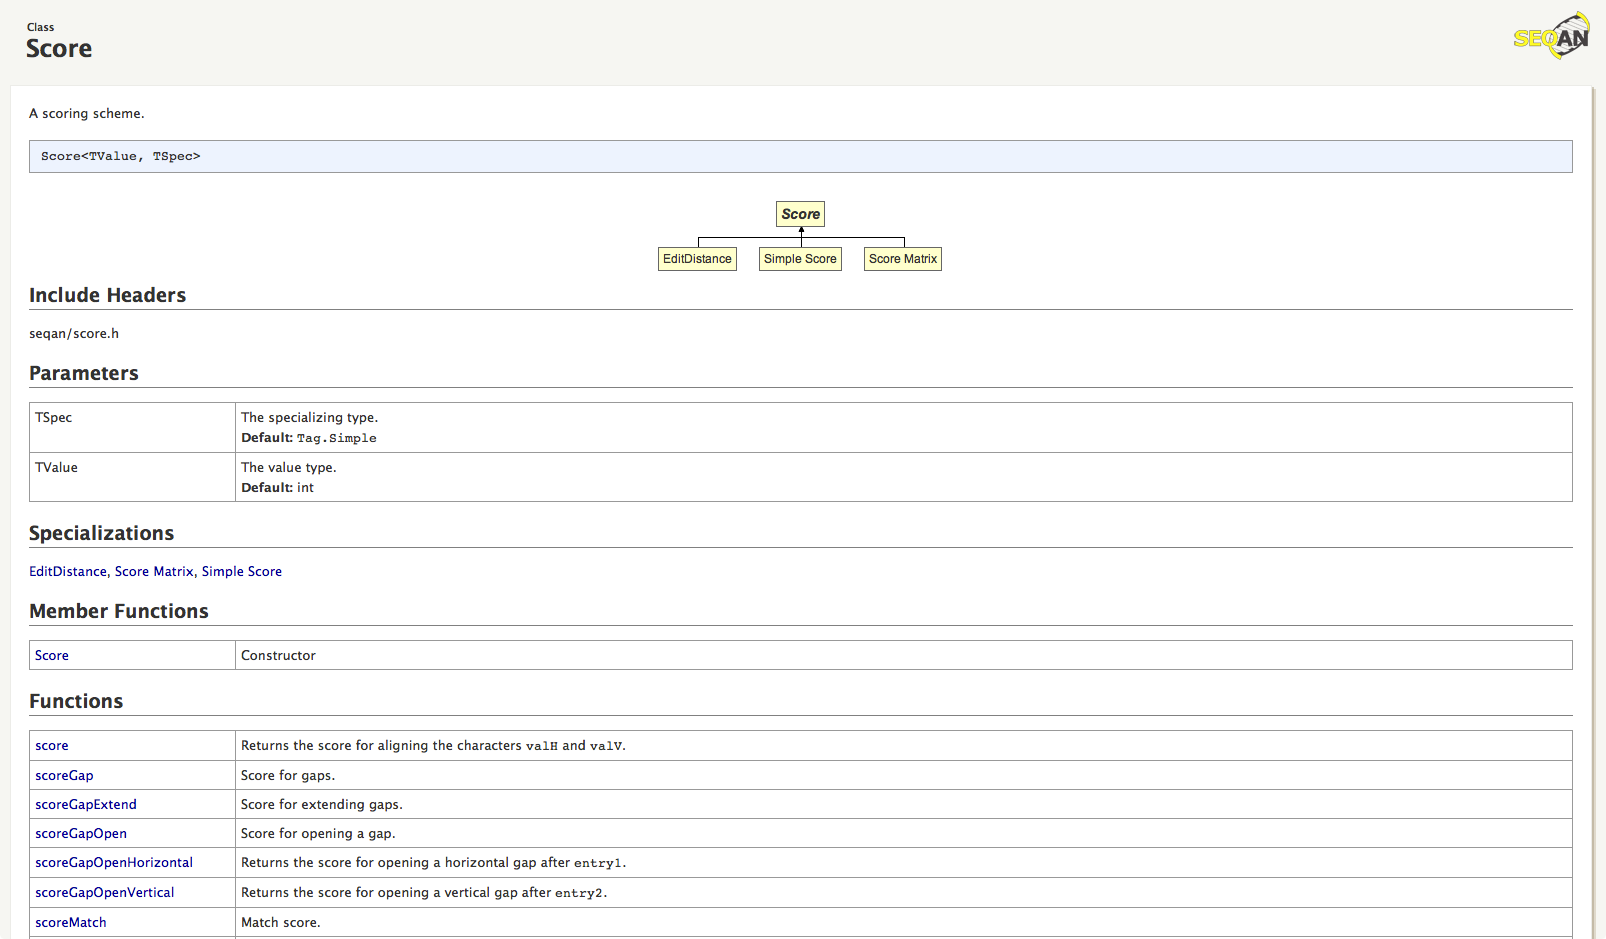 Class
Score
SEQAN
A scoring scheme.
Score<TValue, TSpec>
Score
EditDistance Simple Score Score Matrix
Include Headers
seqan/score.h
Parameters
TSpec The specializing type.
Default: Tag.Simple
TValue The value type.
Default: int
Specializations
EditDistance, Score Matrix, Simple Score
Member Functions
Score Constructor
Functions
score Returns the score for aligning the characters valH and valV.
scoreGap Score for gaps.
scoreGapExtend Score for extending gaps.
scoreGapOpen Score for opening a gap.
scoreGapOpenHorizontal Returns the score for opening a horizontal gap after entry1.
scoreGapOpenVertical Returns the score for opening a vertical gap after entry2.
scoreMatch Match score.